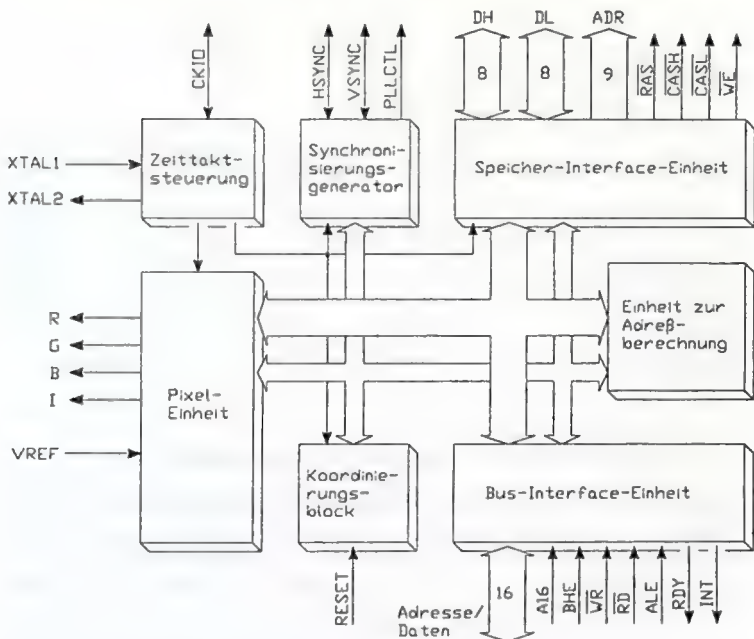 CKIO
HSYNC
VSYNC
PLLCTL
DH
DL
ADR
8
8
9
RAS
CASH
CASL
WE
XTAL1
XTAL2
Zeittakt-
steuerung
Synchroni-
sierungs-
generator
Speicher-Interface-Einheit
R
G
B
I
VREF
Pixel-
Einheit
Einheit zur
Adreß-
berechnung
Koordinie-
rungs-
block
Bus-Interface-Einheit
RESET
Adresse/
Daten
16
A16
BHE
WR
RD
ALE
RDY
INT